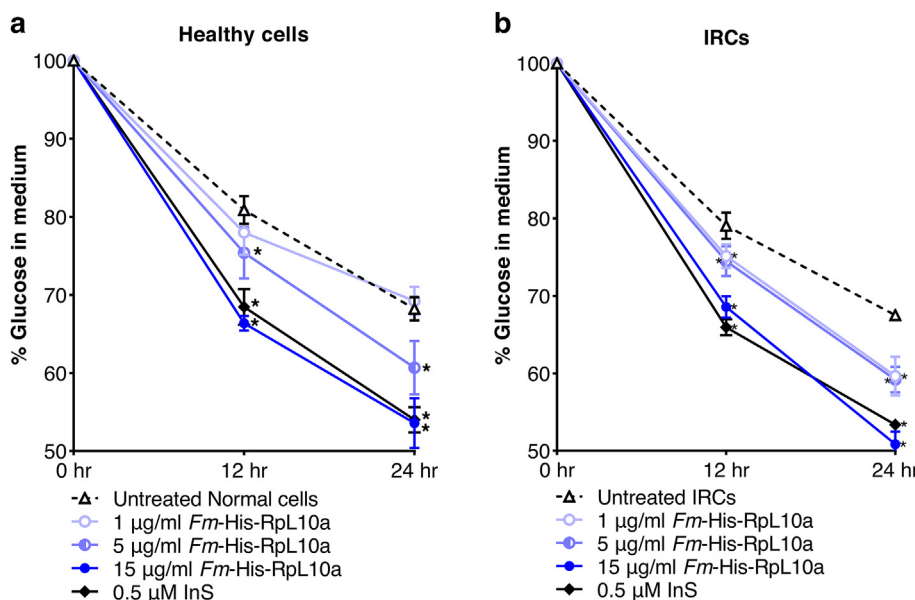 a
Healthy cells
% Glucose in medium
100
90
80
70
60
50
0 hr 12 hr 24 hr
* * * * * *
Untreated Normal cells
1 µg/ml Fm-His-RpL10a
5 µg/ml Fm-His-RpL10a
15 µg/ml Fm-His-RpL10a
0.5 µM InS
b
IRCs
% Glucose in medium
100
90
80
70
60
50
0 hr 12 hr 24 hr
* * * * * * * *
Untreated IRCs
1 µg/ml Fm-His-RpL10a
5 µg/ml Fm-His-RpL10a
15 µg/ml Fm-His-RpL10a
0.5 µM InS